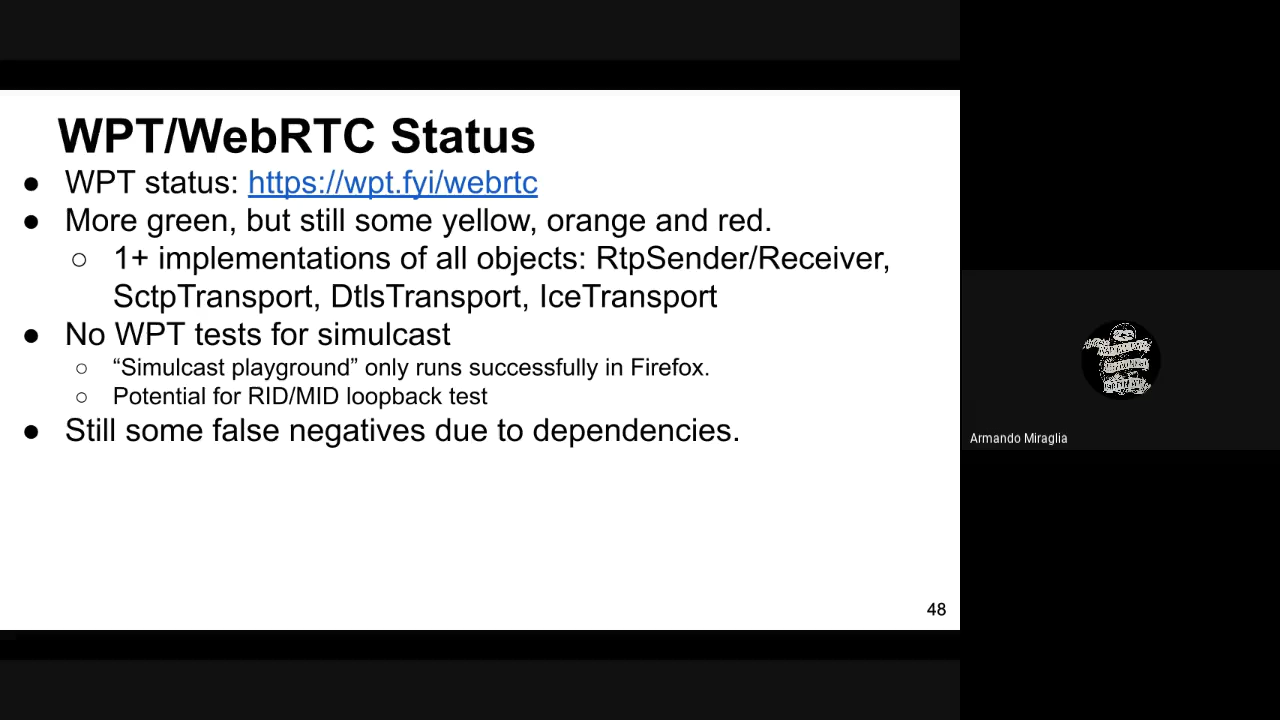 WPT/WebRTC Status
● WPT status: https://wpt.fyi/webrtc
● More green, but still some yellow, orange and red.
○ 1+ implementations of all objects: RtpSender/Receiver,
SctpTransport, DtlsTransport, IceTransport
● No WPT tests for simulcast
○ “Simulcast playground” only runs successfully in Firefox.
○ Potential for RID/MID loopback test
● Still some false negatives due to dependencies.
48
Armando Miraglia